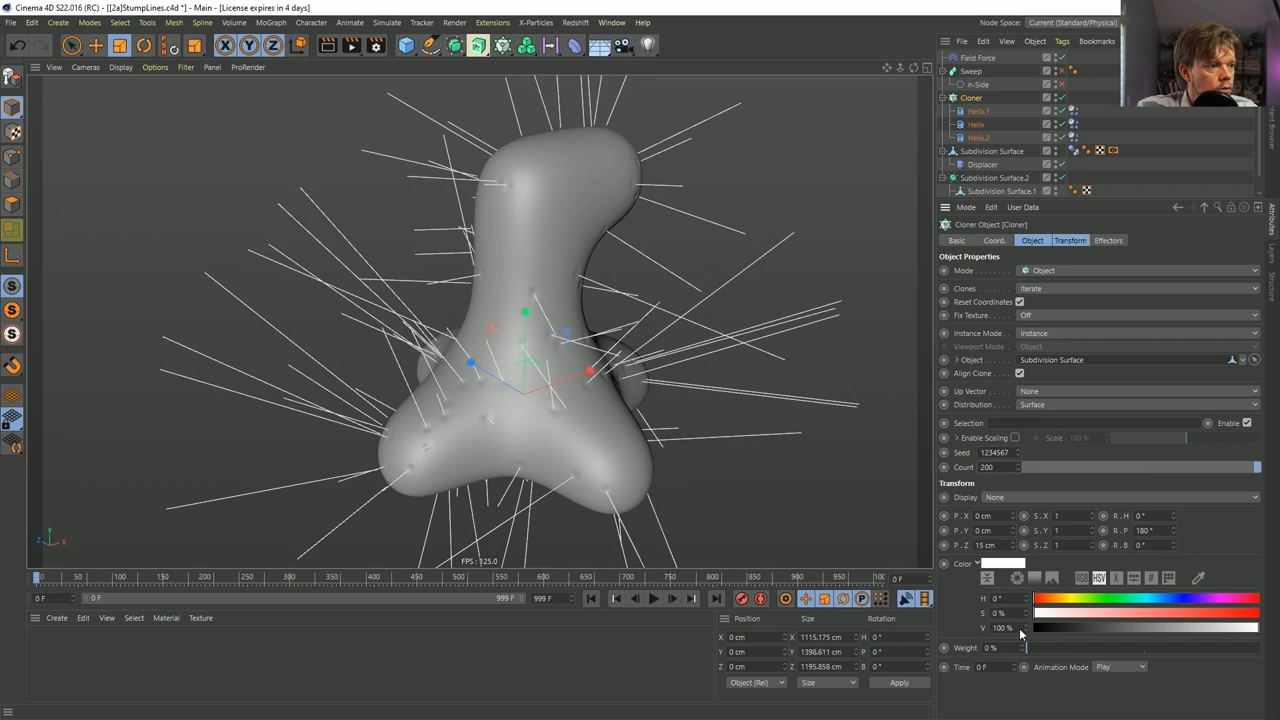 Cinema 4D S22.016 (RC) - [[2a]StumpLines.c4d *] - Main - [License expires in 4 days]
File Edit Create Modes Select Tools Spline Mesh Volume MoGraph Character Animate Simulate Tracker Render Extensions X-Particles Redshift Window Help
Node Space: Current (Standard/Physical)
View Cameras Display Options Filter Panel ProRender
File Edit View Object Tags Bookmarks
Field Force
Sweep
n-Side
Cloner
Helix.1
Helix
Helix.2
Subdivision Surface
Displacer
Subdivision Surface.2
Subdivision Surface.1
Mode Edit User Data
Cloner Object [Cloner]
Basic Coord. Object Transform Effectors
Object Properties
Mode Object
Clones Iterate
Reset Coordinates
Fix Texture Off
Instance Mode Instance
Viewport Mode Object
Object Subdivision Surface
Align Clone
Up Vector None
Distribution Surface
Selection Enable
Enable Scaling Scale 100 %
Seed 1234567
Count 200
Transform
Display None
P . X 0 cm S . X 1 R . H 0 °
P . Y 0 cm S . Y 1 R . P 180 °
P . Z 15 cm S . Z 1 R . B 0 °
Color
RGB HSV K #
H 0 °
S 0 %
V 100 %
Weight 0 %
Time 0 F Animation Mode Play
Attributes
Layers
Structure
Y
Z X
FPS : 125.0
0 50 100 150 200 250 300 350 400 450 500 550 600 650 700 750 800 850 900 950 100 0 F
0 F 0 F 999 F 999 F
Create Edit View Select Material Texture
Position Size Rotation
X 0 cm X 1115.175 cm H 0 °
Y 0 cm Y 1398.611 cm P 0 °
Z 0 cm Z 1195.858 cm B 0 °
Object (Rel) Size Apply